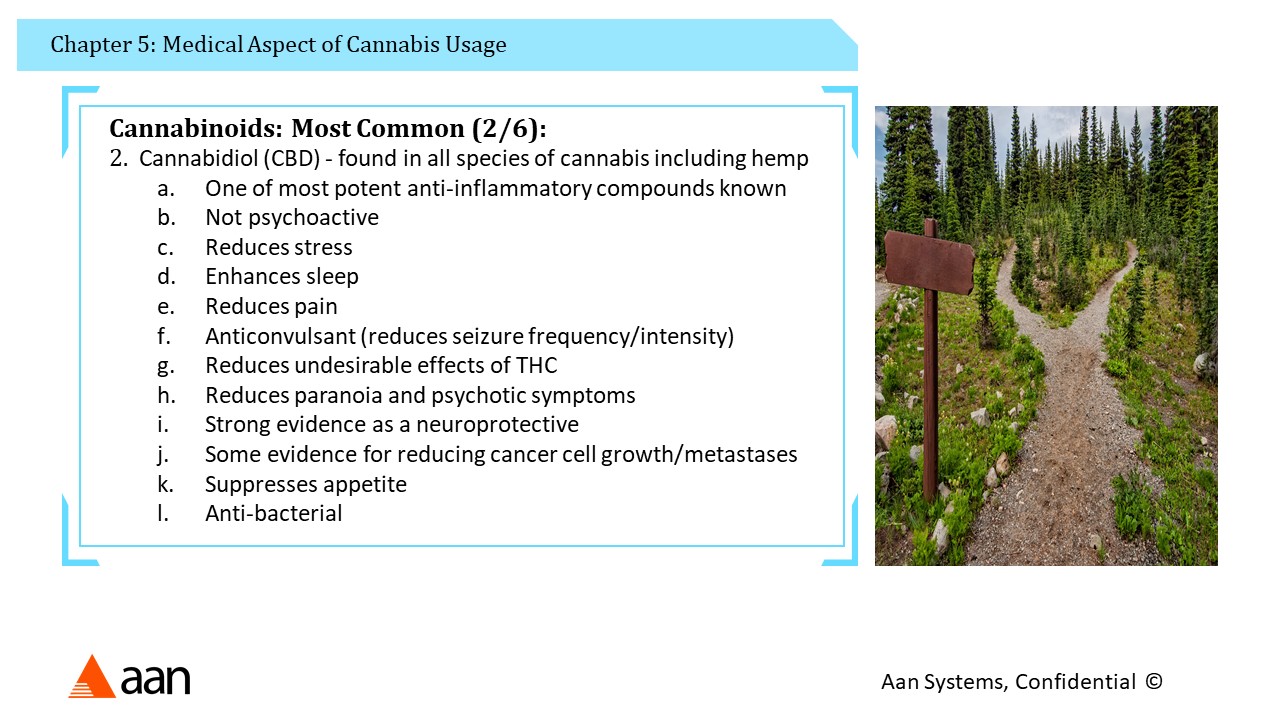 Chapter 5: Medical Aspect of Cannabis Usage
Cannabinoids: Most Common (2/6):
2. Cannabidiol (CBD) - found in all species of cannabis including hemp
a. One of most potent anti-inflammatory compounds known
b. Not psychoactive
c. Reduces stress
d. Enhances sleep
e. Reduces pain
f. Anticonvulsant (reduces seizure frequency/intensity)
g. Reduces undesirable effects of THC
h. Reduces paranoia and psychotic symptoms
i. Strong evidence as a neuroprotective
j. Some evidence for reducing cancer cell growth/metastases
k. Suppresses appetite
l. Anti-bacterial
aan
Aan Systems, Confidential ©